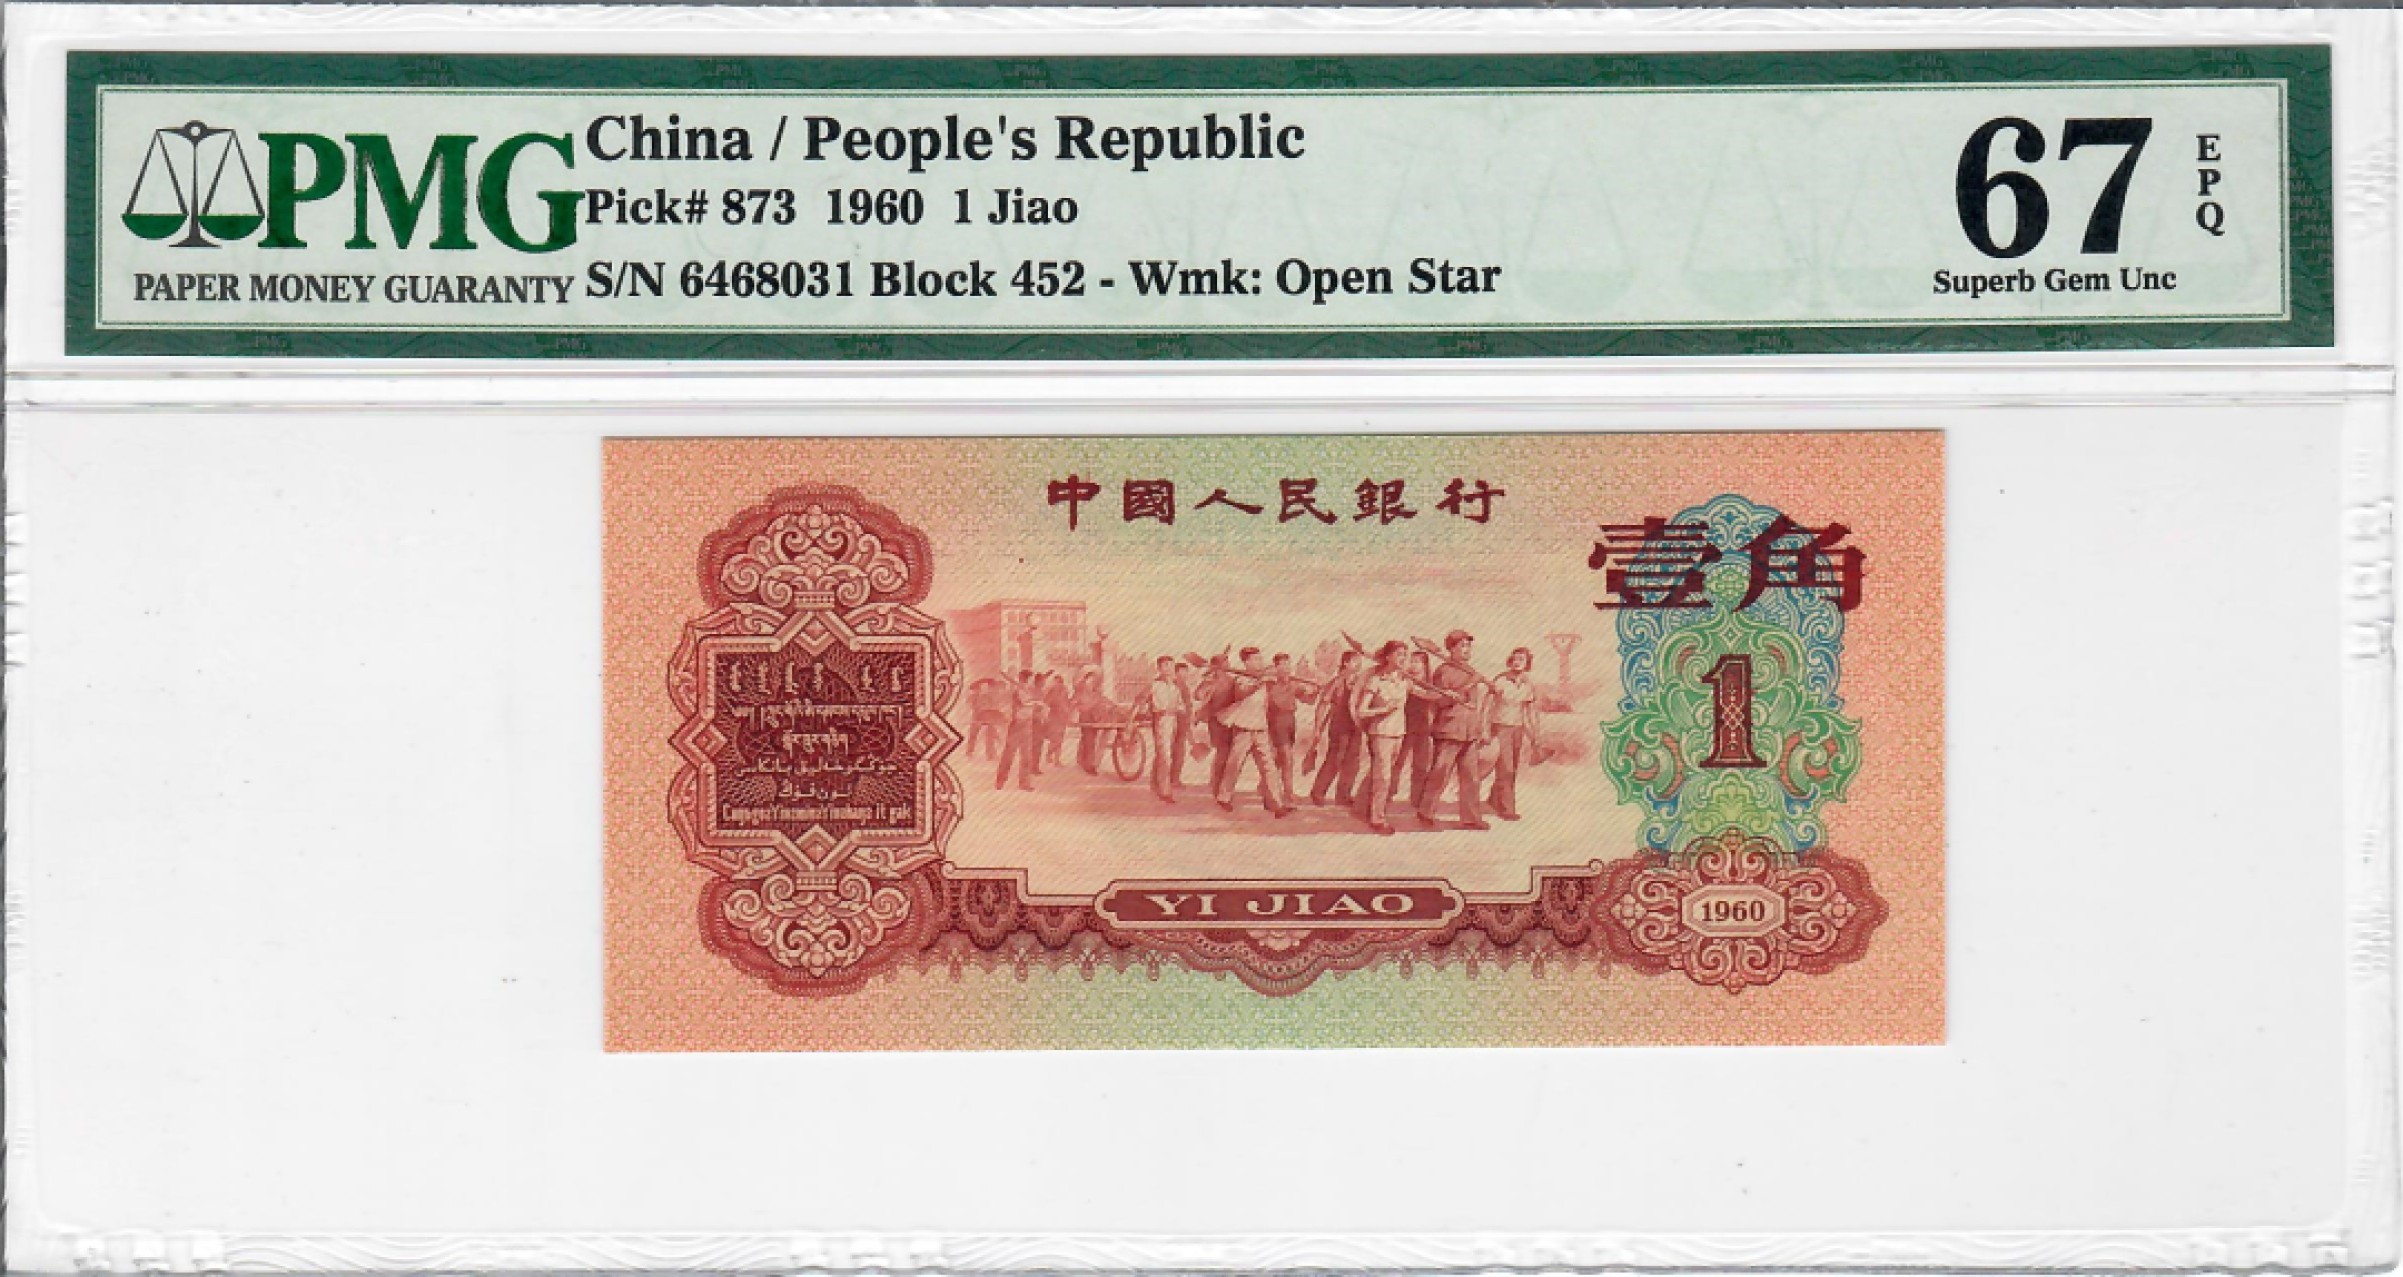 PMG
PAPER MONEY GUARANTY
China / People's Republic
Pick# 873 1960 1 Jiao
S/N 6468031 Block 452 - Wmk: Open Star
67
EPQ
Superb Gem Unc
中國人民銀行
壹角
1
YI JIAO
1960